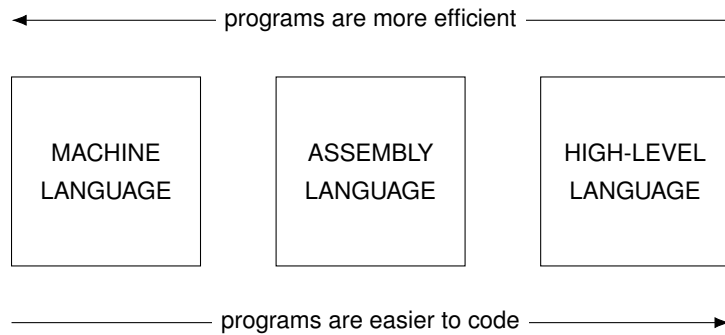 programs are more efficient
MACHINE
LANGUAGE
ASSEMBLY
LANGUAGE
HIGH-LEVEL
LANGUAGE
programs are easier to code